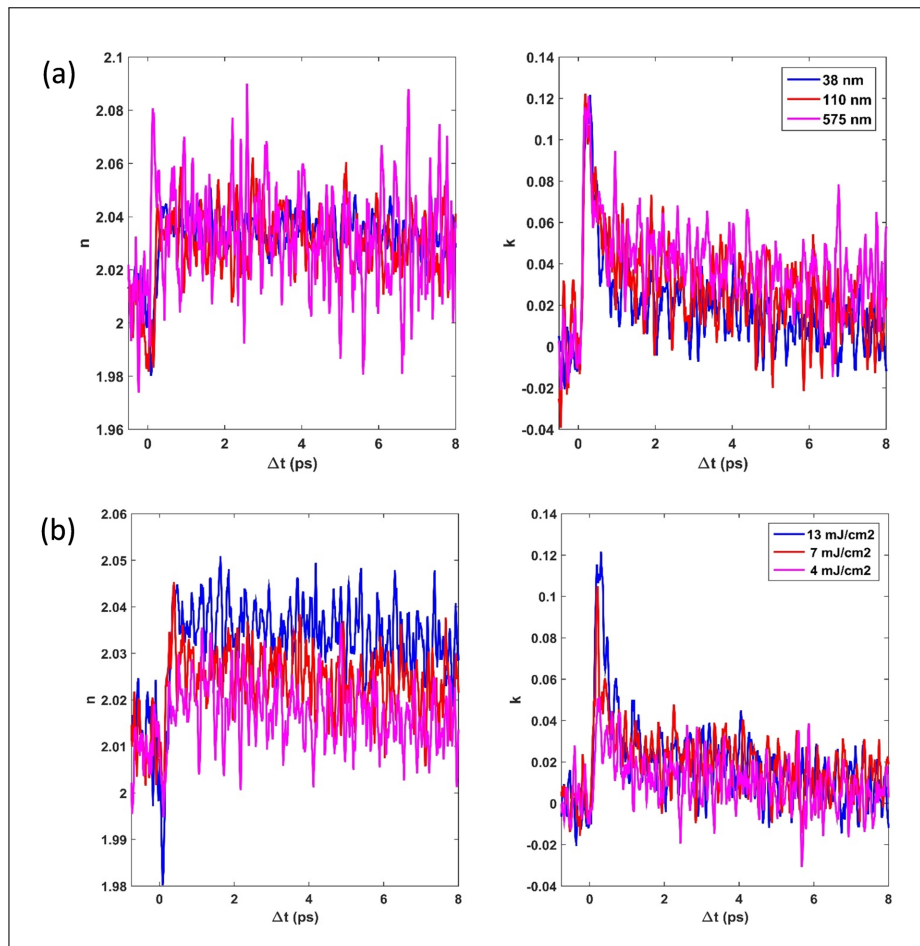 (a)
2.1
2.08
2.06
2.04
2.02
2
1.98
1.96
n
0 2 4 6 8
Δt (ps)
0.14
0.12
0.1
0.08
0.06
0.04
0.02
0
-0.02
-0.04
k
0 2 4 6 8
Δt (ps)
38 nm
110 nm
575 nm
(b)
2.06
2.05
2.04
2.03
2.02
2.01
2
1.99
1.98
n
0 2 4 6 8
Δt (ps)
0.14
0.12
0.1
0.08
0.06
0.04
0.02
0
-0.02
-0.04
k
0 2 4 6 8
Δt (ps)
13 mJ/cm2
7 mJ/cm2
4 mJ/cm2